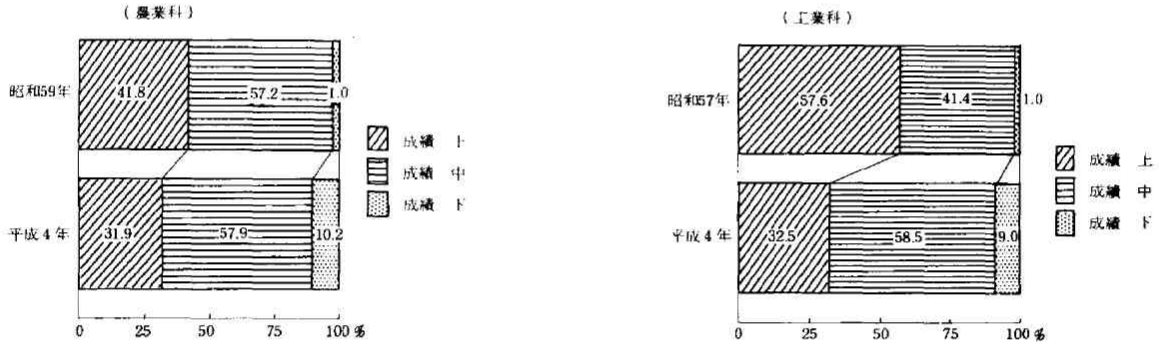 (農業科)
昭和59年
41.8
57.2
1.0
平成4年
31.9
57.9
10.2
0 25 50 75 100 %
成績 上
成績 中
成績 下
(工業科)
昭和57年
57.6
41.4
1.0
平成4年
32.5
58.5
9.0
0 25 50 75 100 %
成績 上
成績 中
成績 下